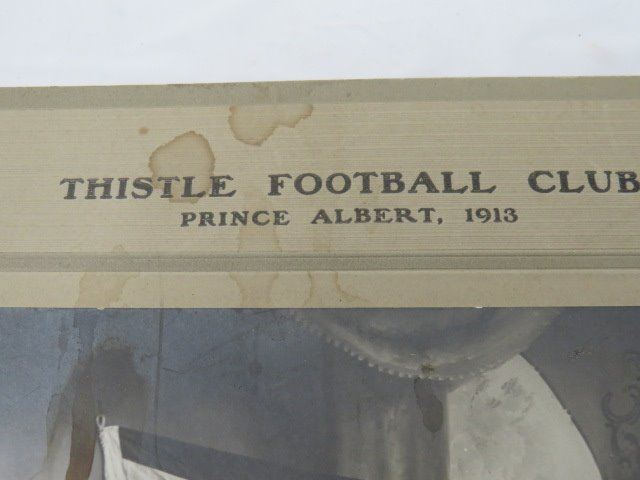 THISTLE FOOTBALL CLUB
PRINCE ALBERT, 1913